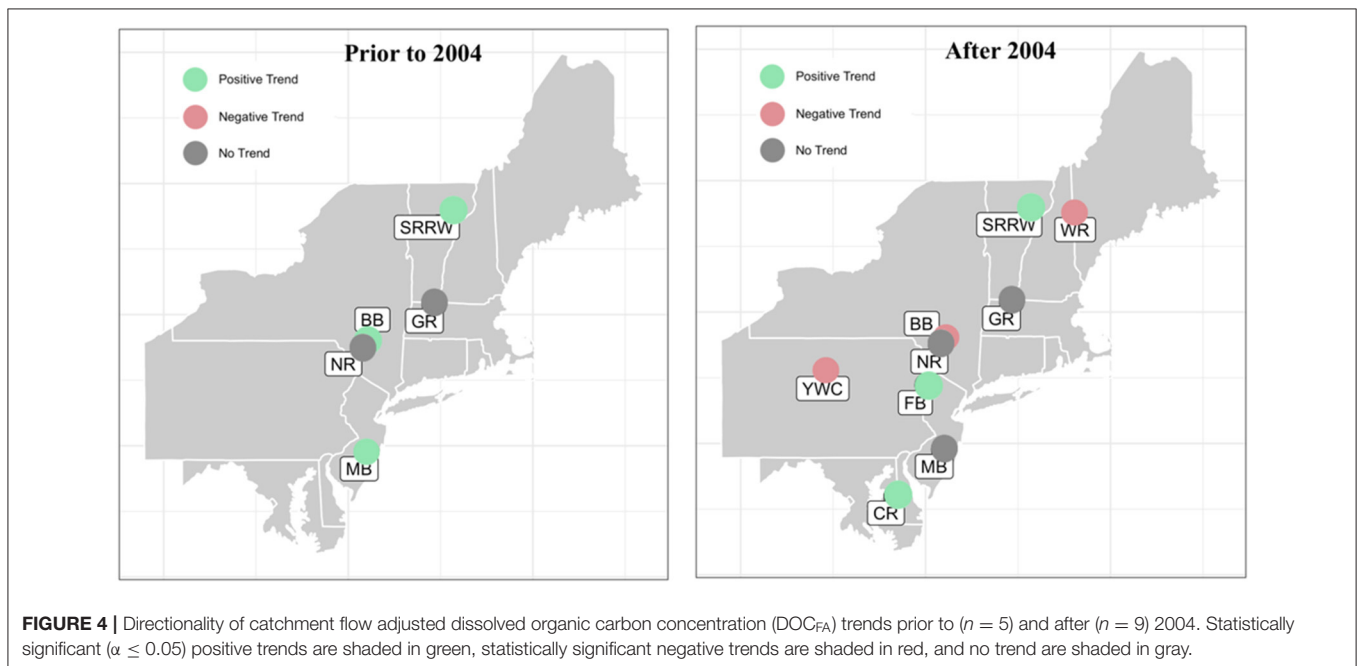 Prior to 2004
Positive Trend
Negative Trend
No Trend
SRRW
GR
BB
NR
MB
After 2004
Positive Trend
Negative Trend
No Trend
SRRW
WR
GR
BB
NR
YWC
FB
MB
CR
FIGURE 4 | Directionality of catchment flow adjusted dissolved organic carbon concentration (DOCFA) trends prior to (n = 5) and after (n = 9) 2004. Statistically
significant (α ≤ 0.05) positive trends are shaded in green, statistically significant negative trends are shaded in red, and no trend are shaded in gray.